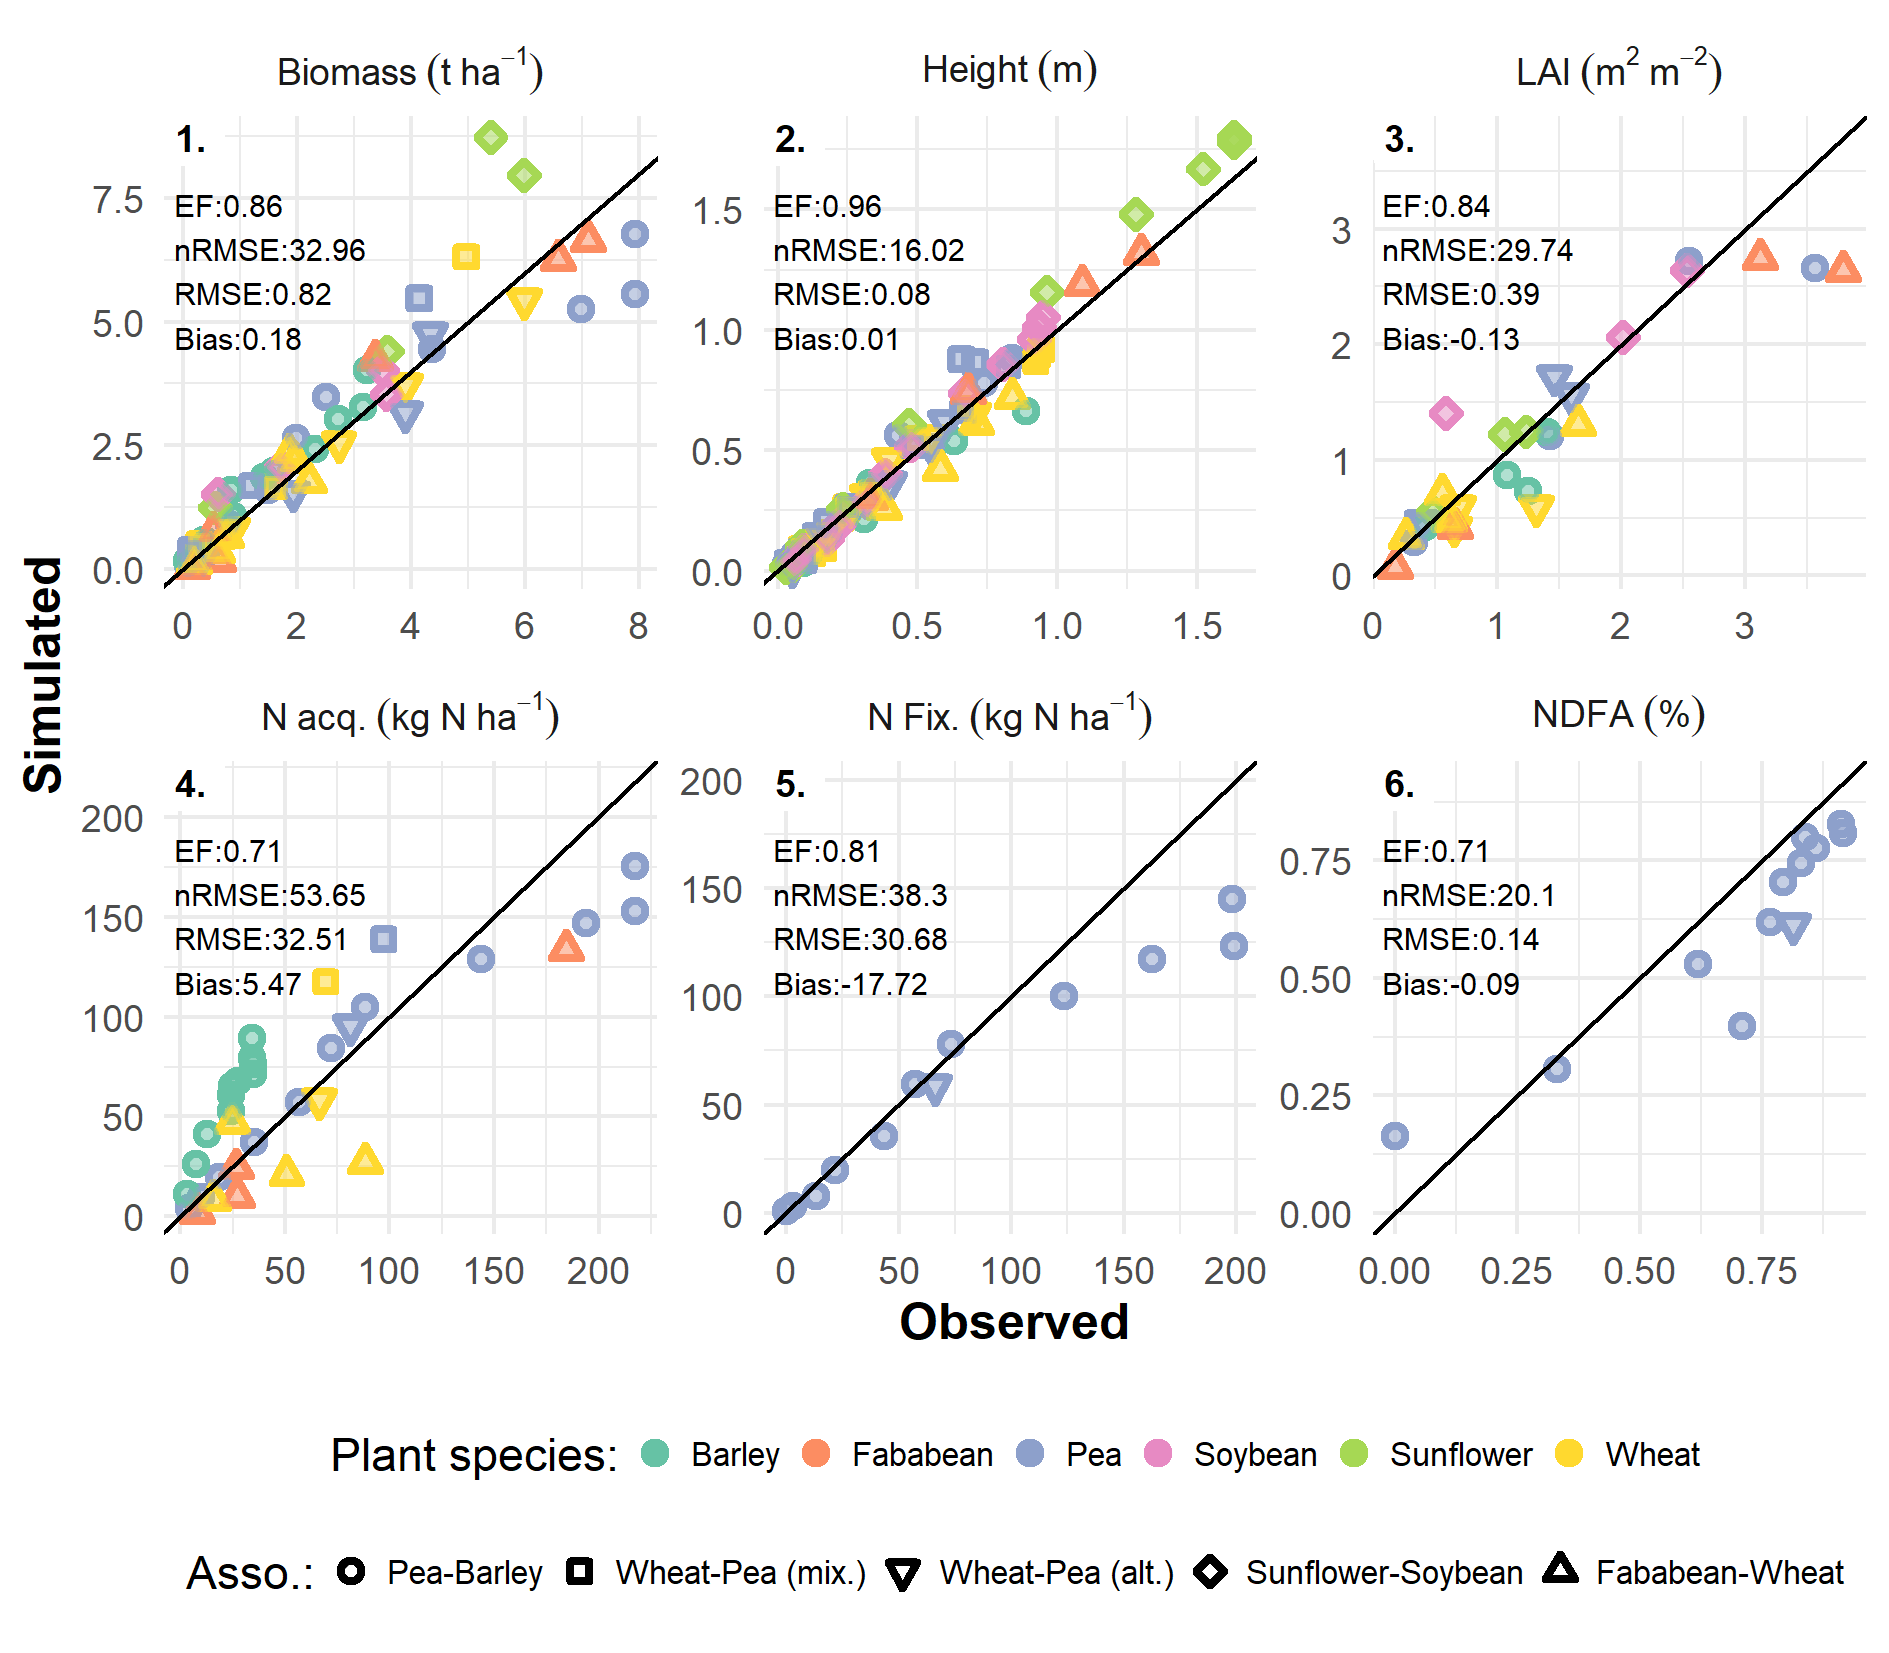 Biomass (t ha⁻¹)
Height (m)
LAI (m² m⁻²)
1.
EF:0.86
nRMSE:32.96
RMSE:0.82
Bias:0.18
7.5
5.0
2.5
0.0
0 2 4 6 8
2.
EF:0.96
nRMSE:16.02
RMSE:0.08
Bias:0.01
1.5
1.0
0.5
0.0
0.0 0.5 1.0 1.5
3.
EF:0.84
nRMSE:29.74
RMSE:0.39
Bias:-0.13
3
2
1
0
0 1 2 3
Simulated
N acq. (kg N ha⁻¹)
N Fix. (kg N ha⁻¹)
NDFA (%)
4.
EF:0.71
nRMSE:53.65
RMSE:32.51
Bias:5.47
200
150
100
50
0
0 50 100 150 200
5.
EF:0.81
nRMSE:38.3
RMSE:30.68
Bias:-17.72
200
150
100
50
0
0 50 100 150 200
6.
EF:0.71
nRMSE:20.1
RMSE:0.14
Bias:-0.09
0.75
0.50
0.25
0.00
0.00 0.25 0.50 0.75
Observed
Plant species: Barley Fababean Pea Soybean Sunflower Wheat
Asso.: Pea-Barley Wheat-Pea (mix.) Wheat-Pea (alt.) Sunflower-Soybean Fababean-Wheat